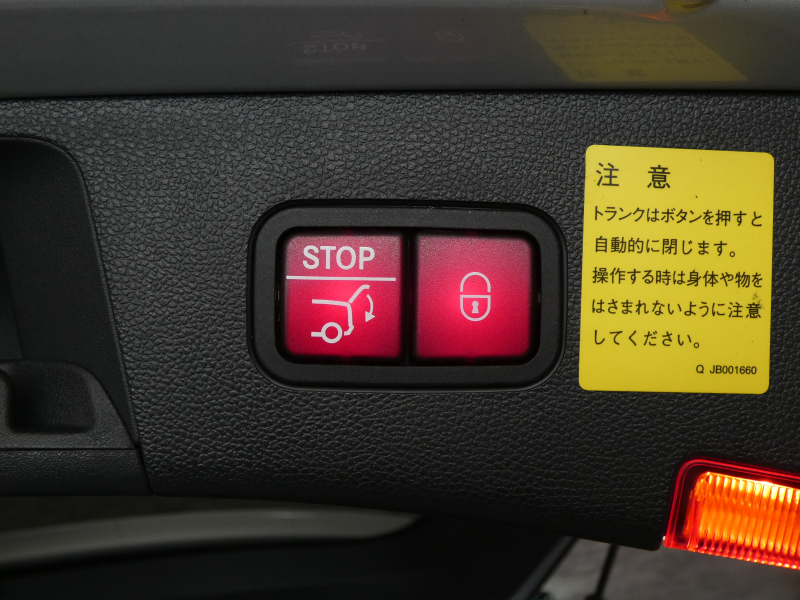 STOP
注 意
トランクはボタンを押すと
自動的に閉じます。
操作する時は身体や物を
はさまれないように注意
してください。
Q JB001660